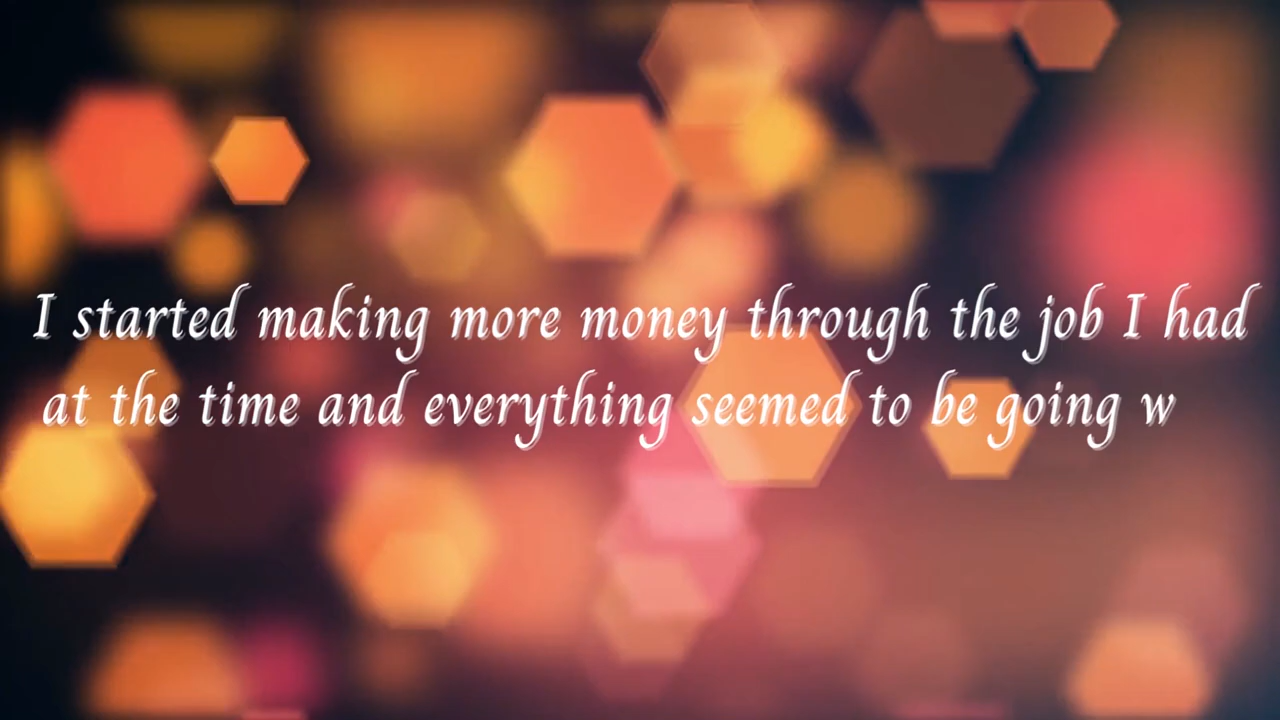 I started making more money through the job I had
at the time and everything seemed to be going w